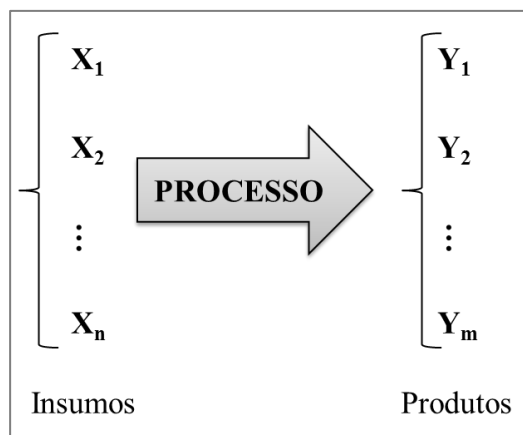 X₁ Y₁
X₂ Y₂
PROCESSO
⋮ ⋮
Xₙ Yₘ
Insumos Produtos